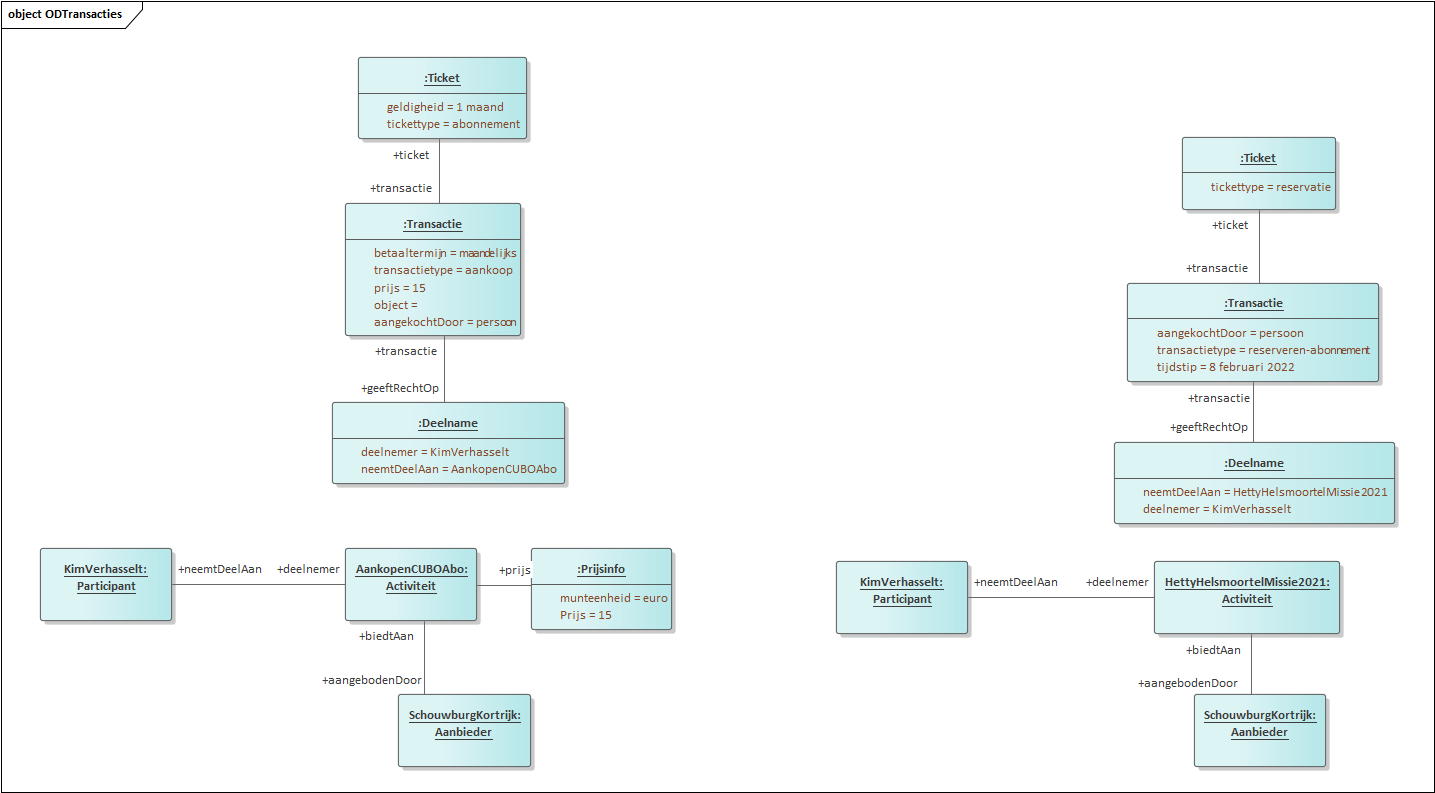 object ODTransacties
:Ticket
geldigheid = 1 maand
tickettype = abonnement
+ticket
+transactie
:Transactie
betaaltermijn = maandelijks
transactietype = aankoop
prijs = 15
object =
aangekochtDoor = persoon
+transactie
+geeftRechtOp
:Deelname
deelnemer = KimVerhasselt
neemtDeelAan = AankopenCUBOAbo
KimVerhasselt:
Participant
+neemtDeelAan
+deelnemer
AankopenCUBOAbo:
Activiteit
+prijs
:Prijsinfo
munteenheid = euro
Prijs = 15
+biedtAan
+aangebodenDoor
SchouwburgKortrijk:
Aanbieder
:Ticket
tickettype = reservatie
+ticket
+transactie
:Transactie
aangekochtDoor = persoon
transactietype = reserveren-abonnement
tijdstip = 8 februari 2022
+transactie
+geeftRechtOp
:Deelname
neemtDeelAan = HettyHelsmoortelMissie2021
deelnemer = KimVerhasselt
KimVerhasselt:
Participant
+neemtDeelAan
+deelnemer
HettyHelsmoortelMissie2021:
Activiteit
+biedtAan
+aangebodenDoor
SchouwburgKortrijk:
Aanbieder